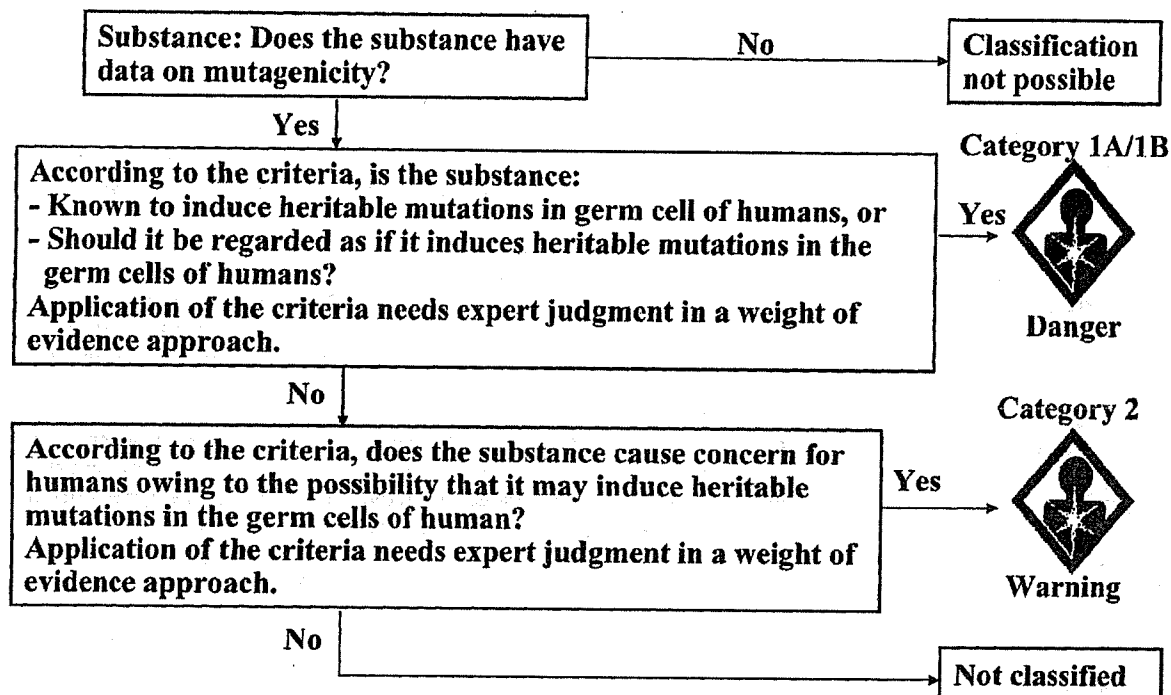 Substance: Does the substance have
data on mutagenicity?
No
Classification
not possible
Yes
According to the criteria, is the substance:
- Known to induce heritable mutations in germ cell of humans, or
- Should it be regarded as if it induces heritable mutations in the
germ cells of humans?
Application of the criteria needs expert judgment in a weight of
evidence approach.
Yes
Category 1A/1B
Danger
No
According to the criteria, does the substance cause concern for
humans owing to the possibility that it may induce heritable
mutations in the germ cells of human?
Application of the criteria needs expert judgment in a weight of
evidence approach.
Yes
Category 2
Warning
No
Not classified